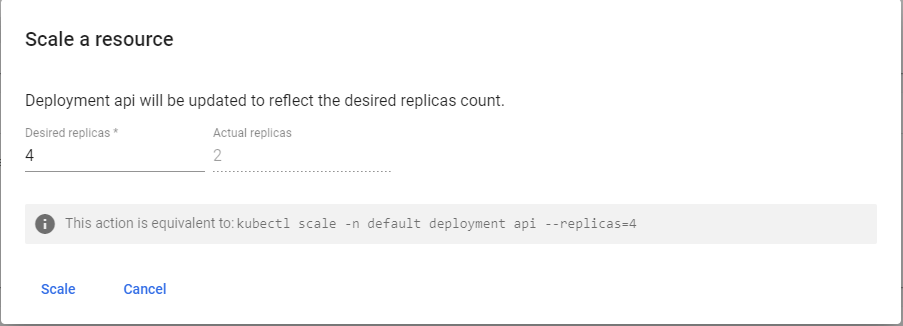 Scale a resource
Deployment api will be updated to reflect the desired replicas count.
Desired replicas * Actual replicas
4 2
This action is equivalent to: kubectl scale -n default deployment api --replicas=4
Scale Cancel